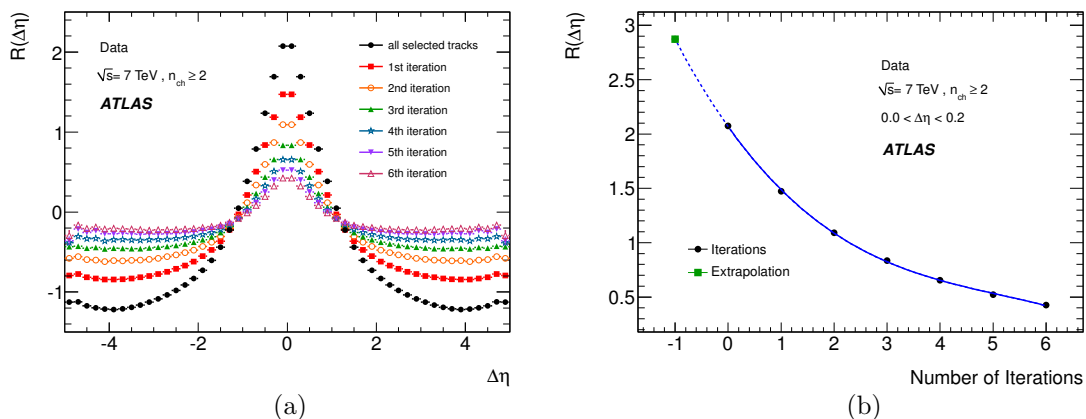 R(Δη)
2
1
0
-1
-4
-2
0
2
4
Δη
Data
√s= 7 TeV , n_ch ≥ 2
ATLAS
all selected tracks
1st iteration
2nd iteration
3rd iteration
4th iteration
5th iteration
6th iteration
(a)
R(Δη)
3
2.5
2
1.5
1
0.5
-1
0
1
2
3
4
5
6
Number of Iterations
Data
√s= 7 TeV , n_ch ≥ 2
0.0 < Δη < 0.2
ATLAS
Iterations
Extrapolation
(b)